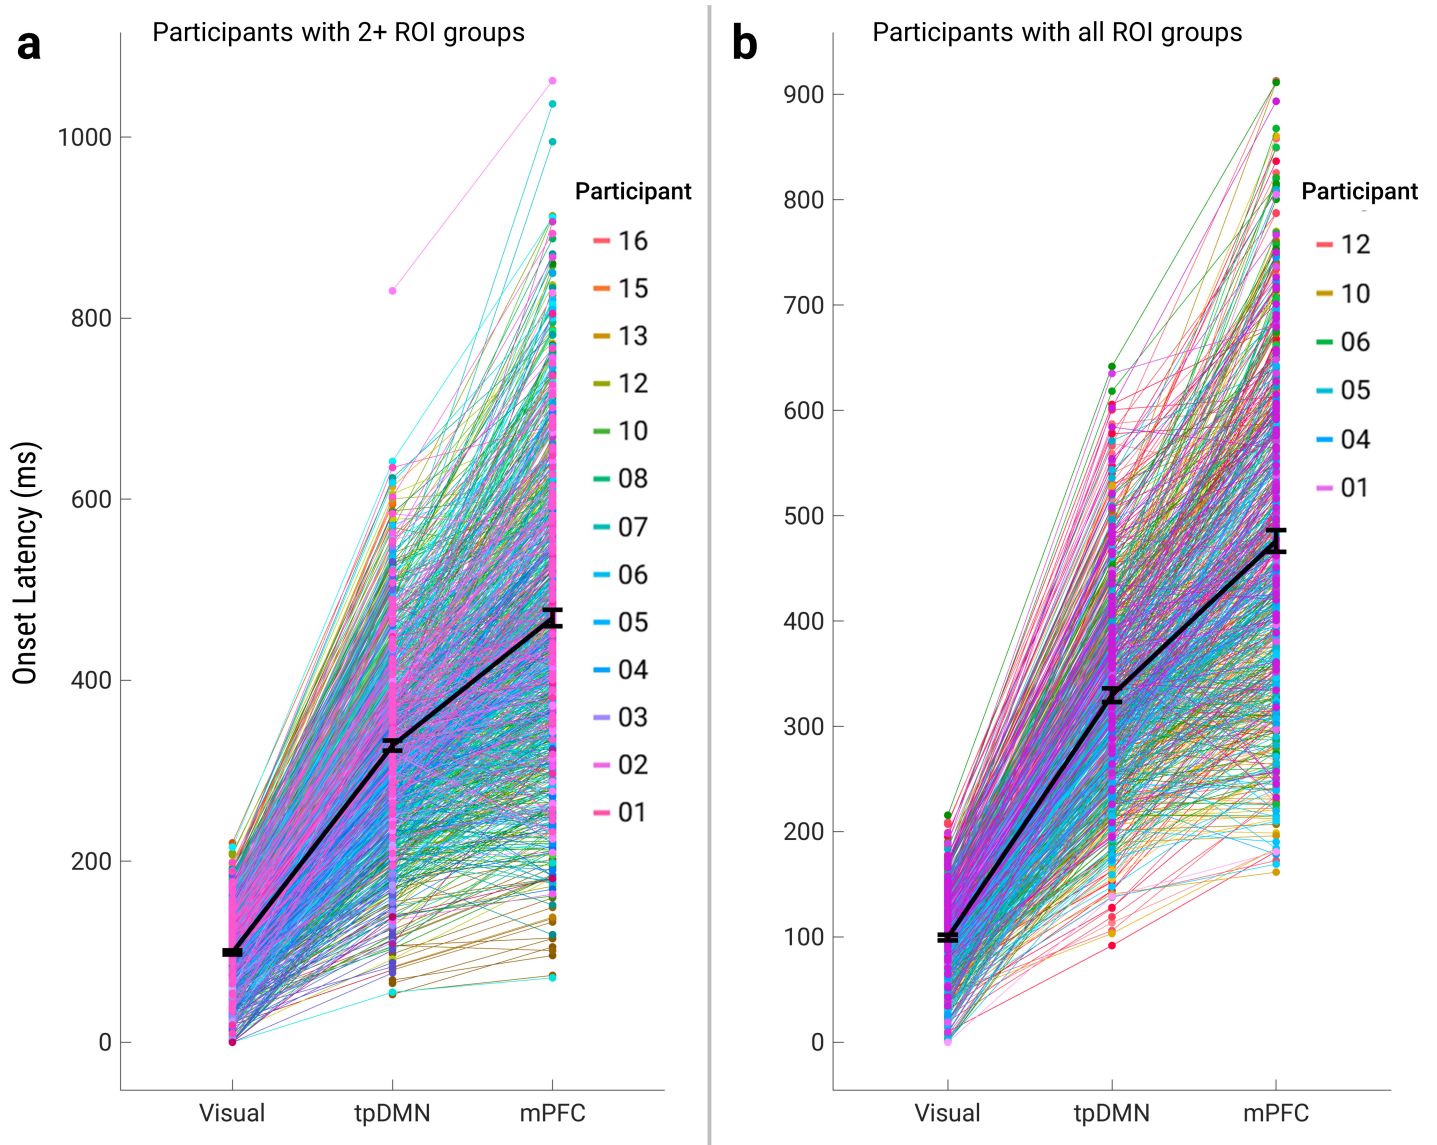 a
Participants with 2+ ROI groups
Onset Latency (ms)
1000
800
600
400
200
0
Visual
tpDMN
mPFC
Participant
16
15
13
12
10
08
07
06
05
04
03
02
01
b
Participants with all ROI groups
900
800
700
600
500
400
300
200
100
0
Visual
tpDMN
mPFC
Participant
12
10
06
05
04
01